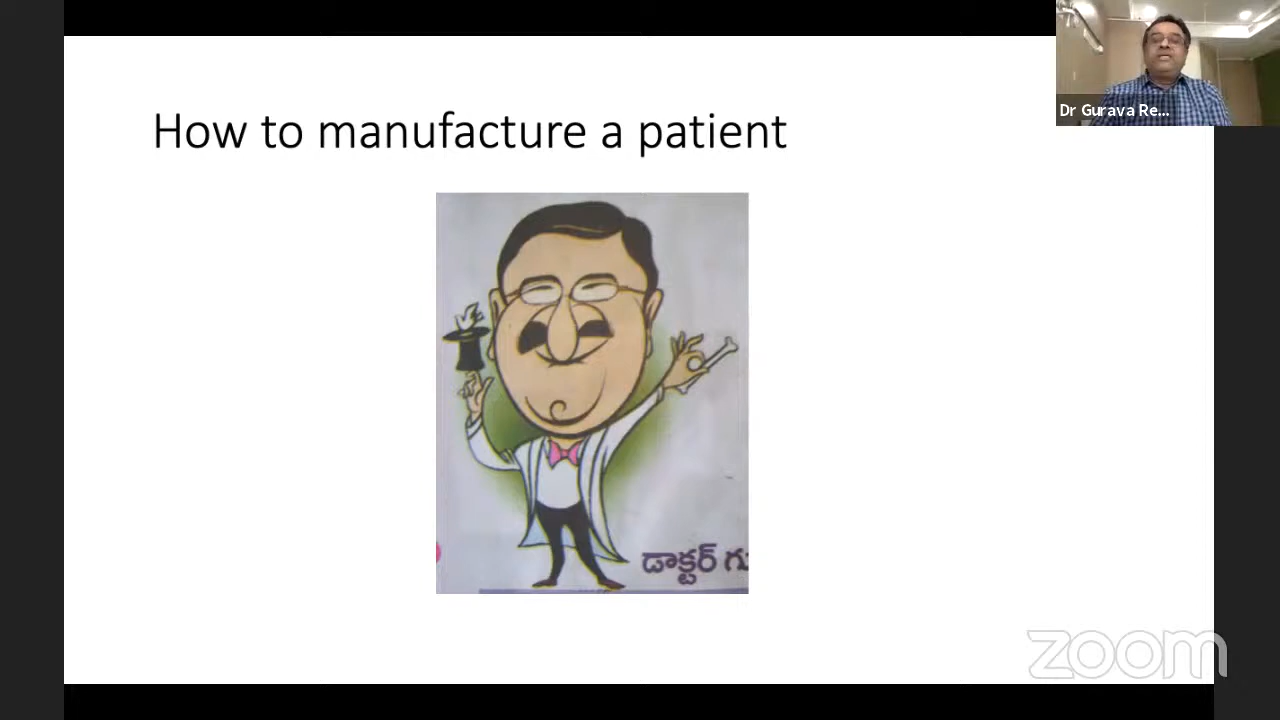 Dr Gurava Re...
How to manufacture a patient
డాక్టర్ గు
zoom